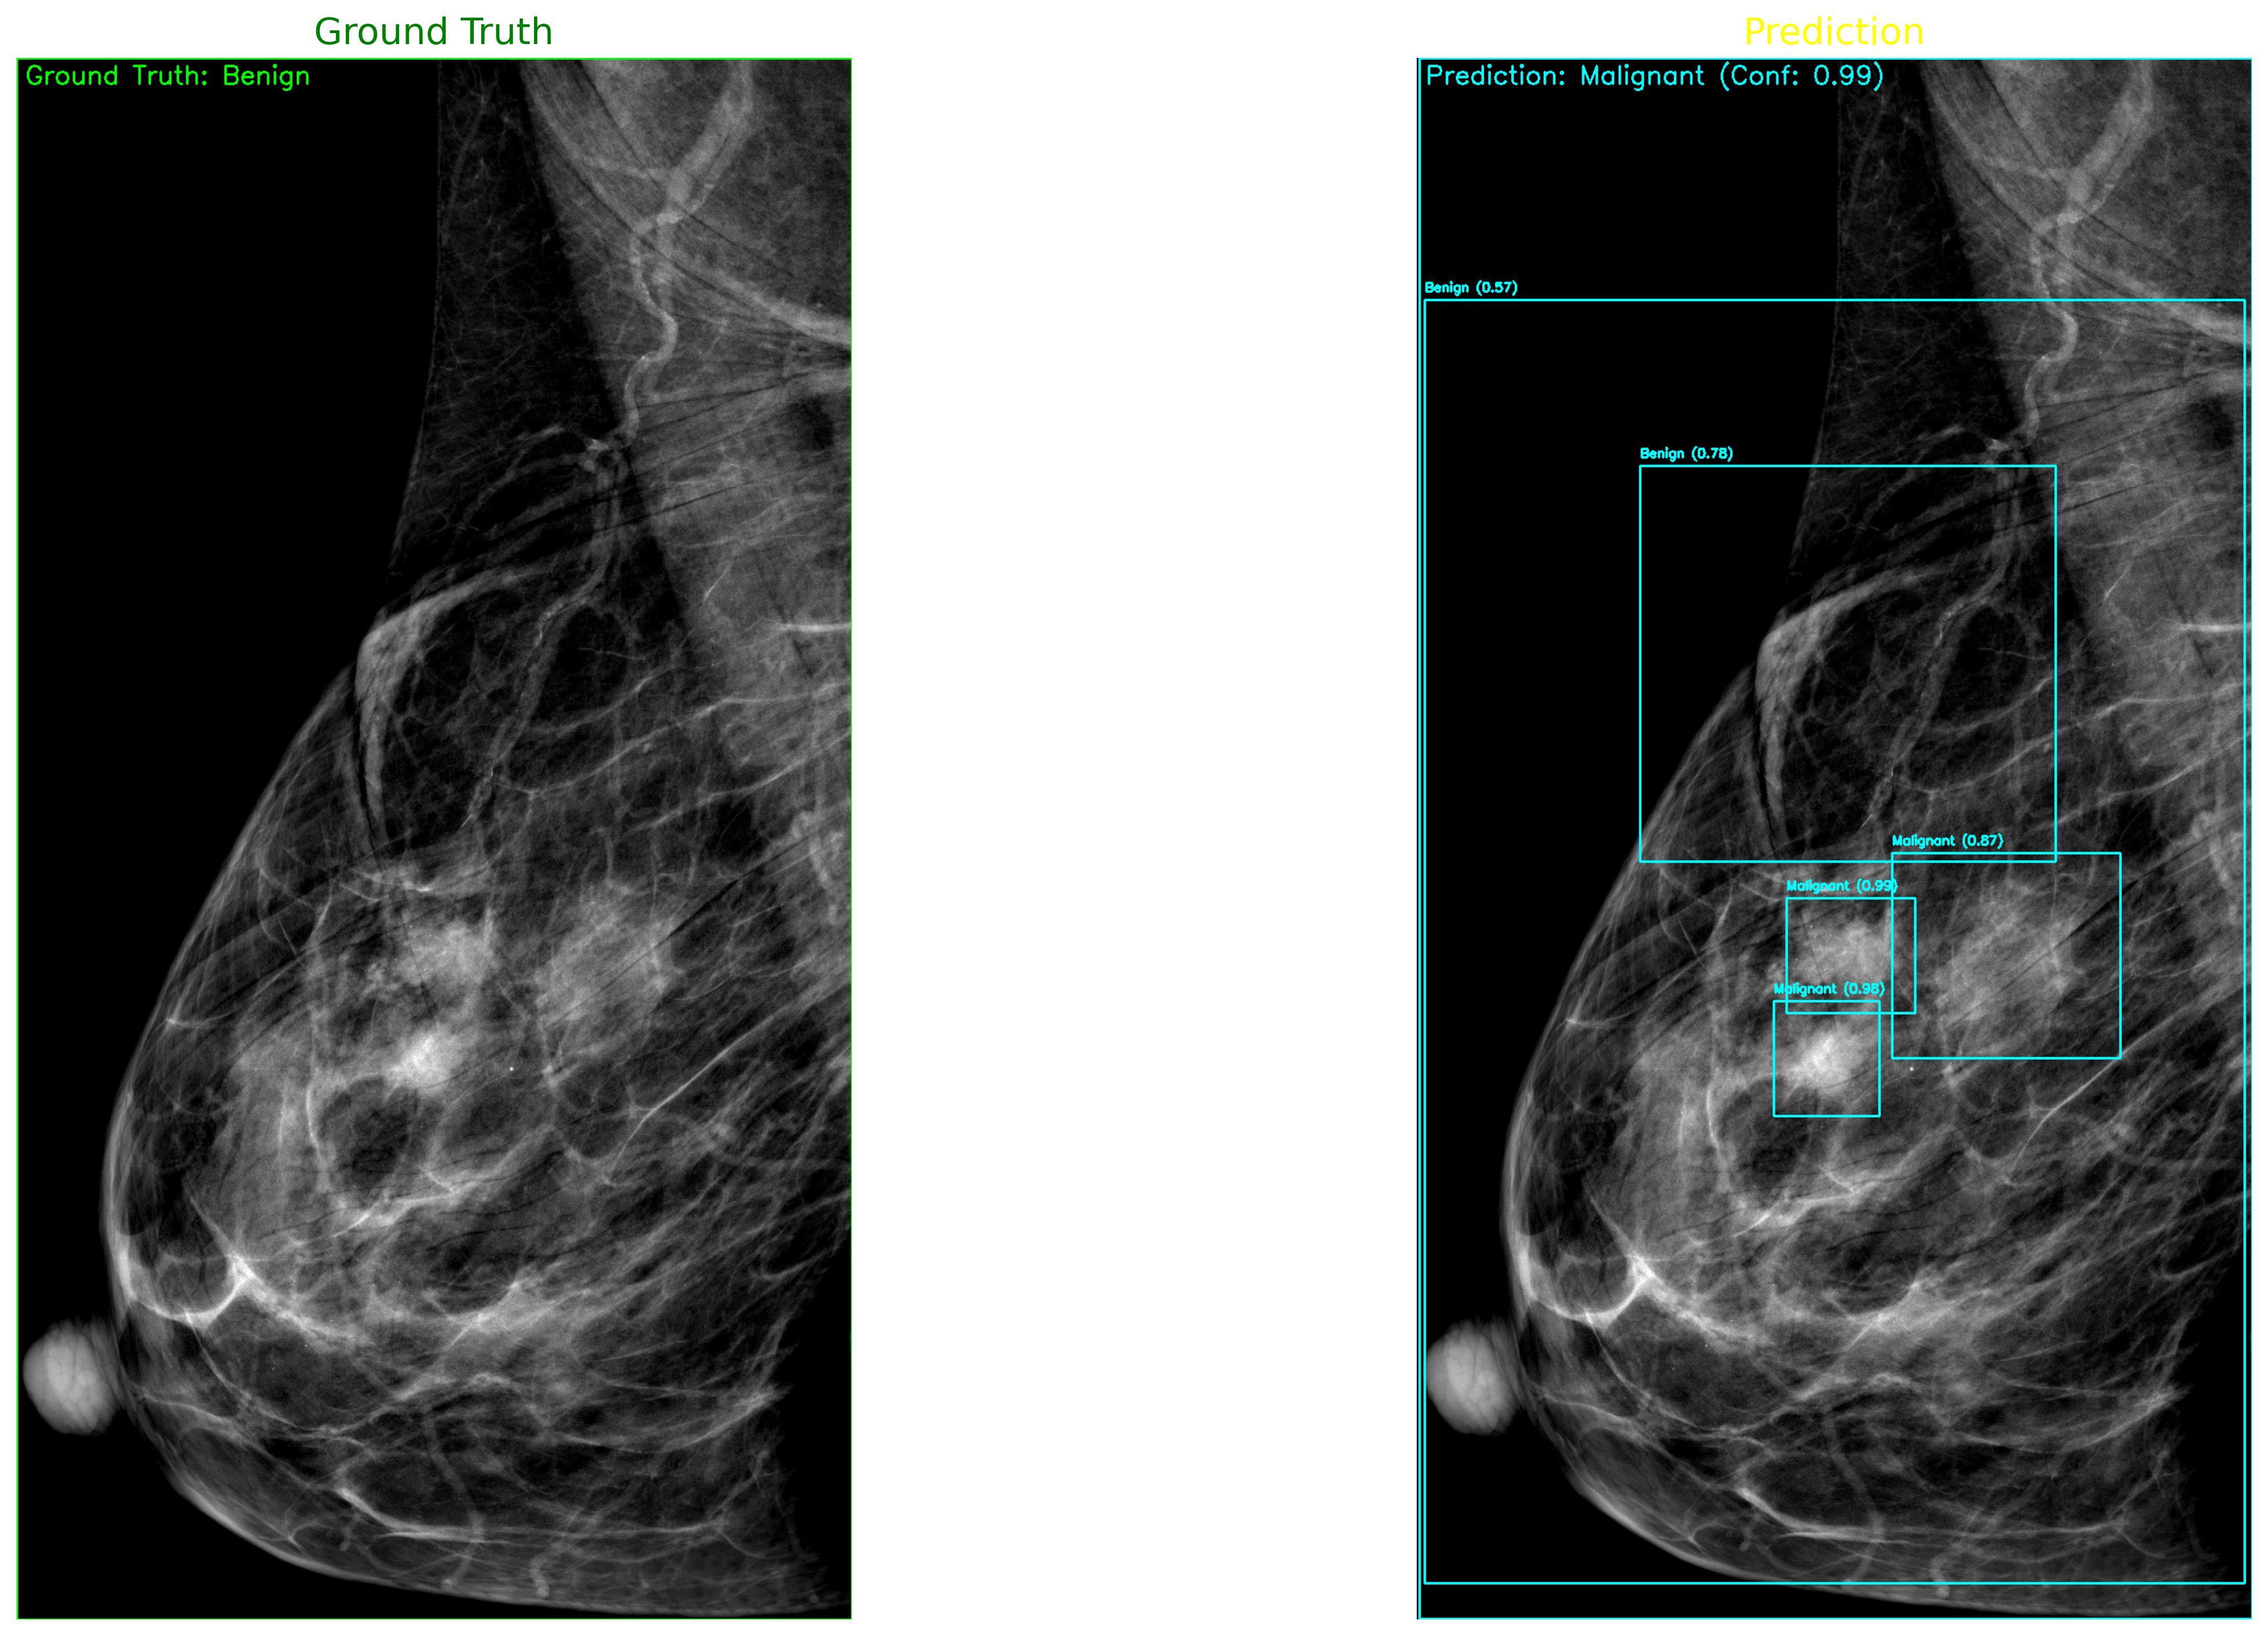 Ground Truth
Ground Truth: Benign
Prediction
Prediction: Malignant (Conf: 0.99)
Benign (0.57)
Benign (0.78)
Malignant (0.87)
Malignant (0.99)
Malignant (0.98)